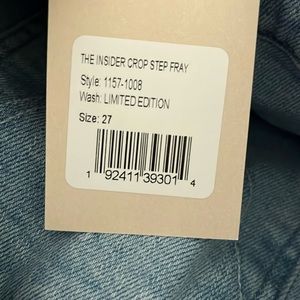 THE INSIDER CROP STEP FRAY
Style: 1157-1008
Wash: LIMITED EDITION
Size: 27
1 92411 39301 4